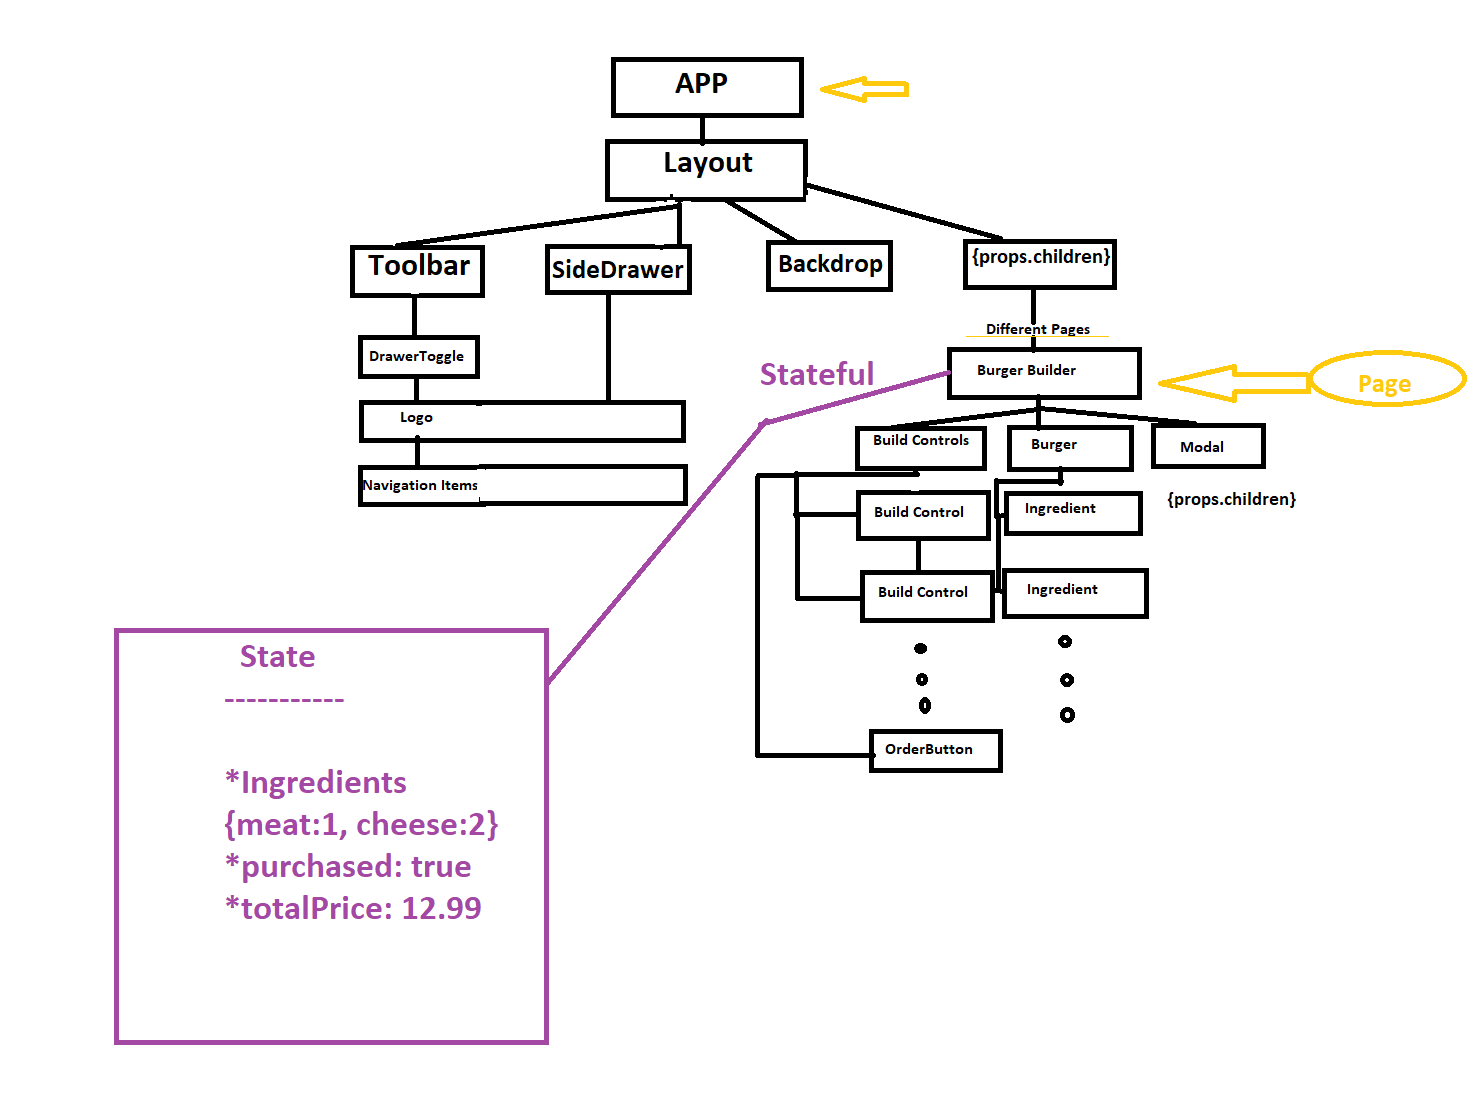 APP
Layout
Toolbar
SideDrawer
Backdrop
{props.children}
Different Pages
DrawerToggle
Logo
Navigation Items
Stateful
Burger Builder
Page
Build Controls
Burger
Modal
{props.children}
Build Control
Ingredient
Build Control
Ingredient
OrderButton
State
-----------
*Ingredients
{meat:1, cheese:2}
*purchased: true
*totalPrice: 12.99